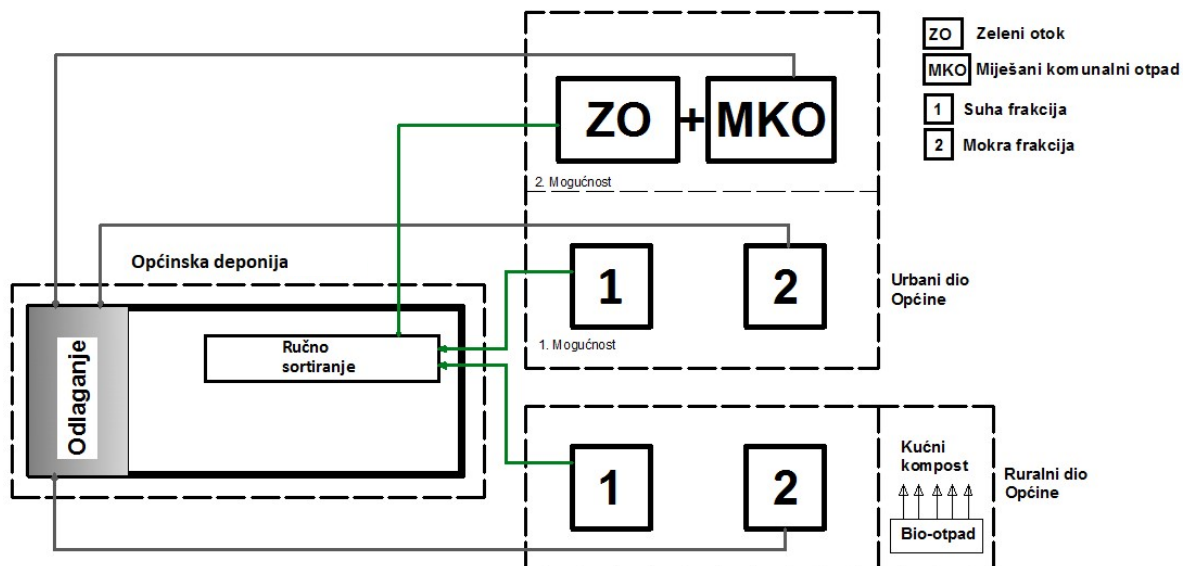 ZO Zeleni otok
MKO Miješani komunalni otpad
1 Suha frakcija
2 Mokra frakcija
ZO + MKO
2. Mogućnost
1 2
1. Mogućnost
Urbani dio
Općine
Općinska deponija
Odlaganje
Ručno
sortiranje
1 2
Kućni
kompost
Bio-otpad
Ruralni dio
Općine